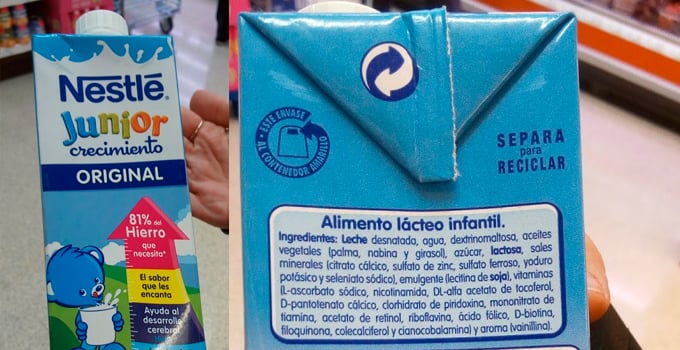 Nestlé
Junior
crecimiento
ORIGINAL
81% del
Hierro
que
necesita*
El sabor
que les
encanta
Ayuda al
desarrollo
cerebral
ESTE ENVASE
AL CONTENEDOR AMARILLO
SEPARA
para
RECICLAR
Alimento lácteo infantil.
Ingredientes: Leche desnatada, agua, dextrinomaltosa, aceites
vegetales (palma, nabina y girasol), azúcar, lactosa, sales
minerales (citrato cálcico, sulfato de zinc, sulfato ferroso, yoduro
potásico y seleniato sódico), emulgente (lecitina de soja), vitaminas
(L-ascorbato sódico, nicotinamida, DL-alfa acetato de tocoferol,
D-pantotenato cálcico, clorhidrato de piridoxina, mononitrato de
tiamina, acetato de retinol, riboflavina, ácido fólico, D-biotina,
filoquinona, colecalciferol y cianocobalamina) y aroma (vainillina).